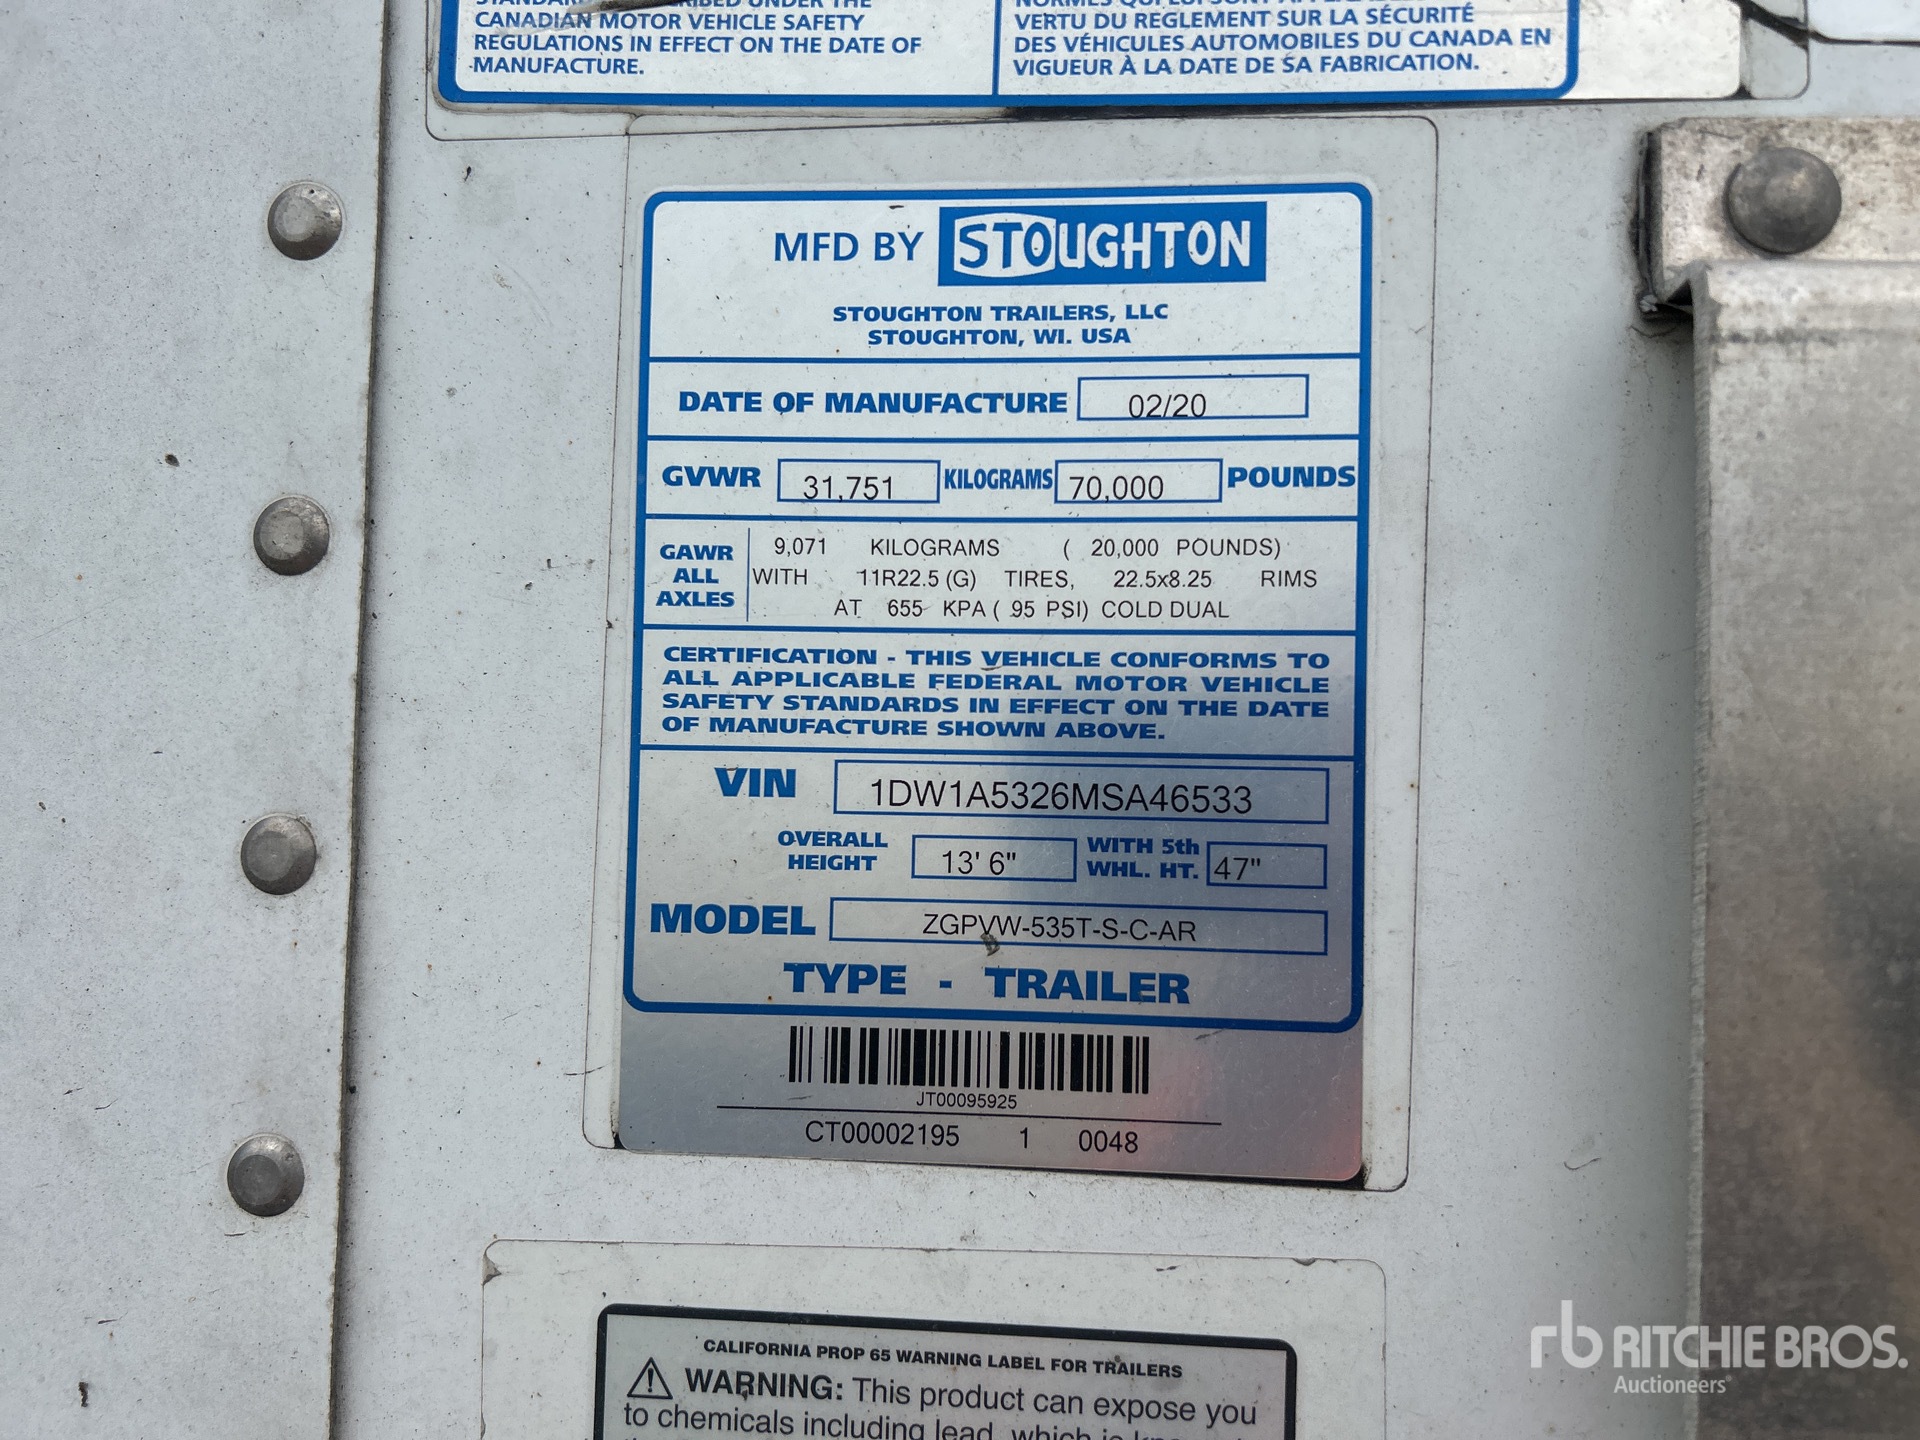 CANADIAN MOTOR VEHICLE SAFETY
REGULATIONS IN EFFECT ON THE DATE OF
MANUFACTURE.
VERTU DU REGLEMENT SUR LA SÉCURITÉ
DES VÉHICULES AUTOMOBILES DU CANADA EN
VIGUEUR À LA DATE DE SA FABRICATION.
MFD BY STOUGHTON
STOUGHTON TRAILERS, LLC
STOUGHTON, WI. USA
DATE OF MANUFACTURE 02/20
GVWR 31,751 KILOGRAMS 70,000 POUNDS
GAWR ALL AXLES
9,071 KILOGRAMS ( 20,000 POUNDS)
WITH 11R22.5 (G) TIRES, 22.5x8.25 RIMS
AT 655 KPA ( 95 PSI) COLD DUAL
CERTIFICATION - THIS VEHICLE CONFORMS TO
ALL APPLICABLE FEDERAL MOTOR VEHICLE
SAFETY STANDARDS IN EFFECT ON THE DATE
OF MANUFACTURE SHOWN ABOVE.
VIN 1DW1A5326MSA46533
OVERALL HEIGHT 13' 6" WITH 5th WHL. HT. 47"
MODEL ZGPVW-535T-S-C-AR
TYPE - TRAILER
JT00095925
CT00002195 1 0048
CALIFORNIA PROP 65 WARNING LABEL FOR TRAILERS
WARNING: This product can expose you
to chemicals including lead, which is
rb RITCHIE BROS.
Auctioneers